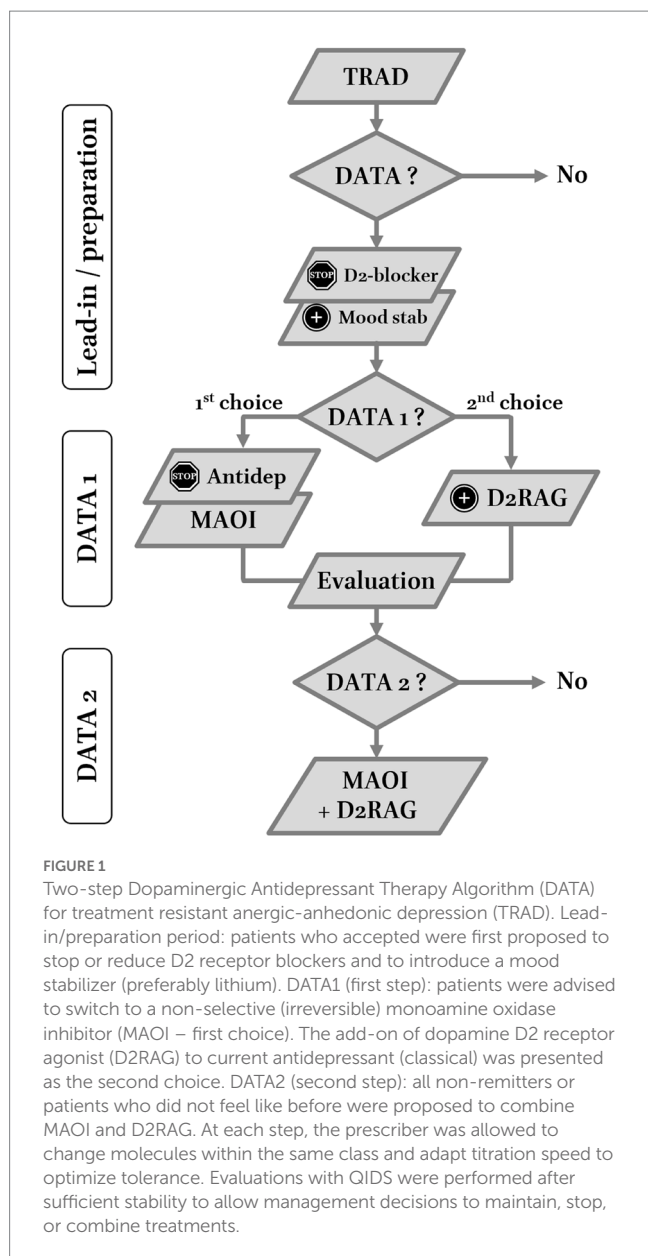 Lead-in / preparation
TRAD
DATA ?
No
STOP D2-blocker
+ Mood stab
1st choice
DATA 1 ?
2nd choice
DATA 1
STOP Antidep
MAOI
+ D2RAG
Evaluation
DATA 2
DATA 2 ?
No
MAOI
+ D2RAG
FIGURE 1
Two-step Dopaminergic Antidepressant Therapy Algorithm (DATA)
for treatment resistant anergic-anhedonic depression (TRAD). Lead-
in/preparation period: patients who accepted were first proposed to
stop or reduce D2 receptor blockers and to introduce a mood
stabilizer (preferably lithium). DATA1 (first step): patients were advised
to switch to a non-selective (irreversible) monoamine oxidase
inhibitor (MAOI – first choice). The add-on of dopamine D2 receptor
agonist (D2RAG) to current antidepressant (classical) was presented
as the second choice. DATA2 (second step): all non-remitters or
patients who did not feel like before were proposed to combine
MAOI and D2RAG. At each step, the prescriber was allowed to
change molecules within the same class and adapt titration speed to
optimize tolerance. Evaluations with QIDS were performed after
sufficient stability to allow management decisions to maintain, stop,
or combine treatments.